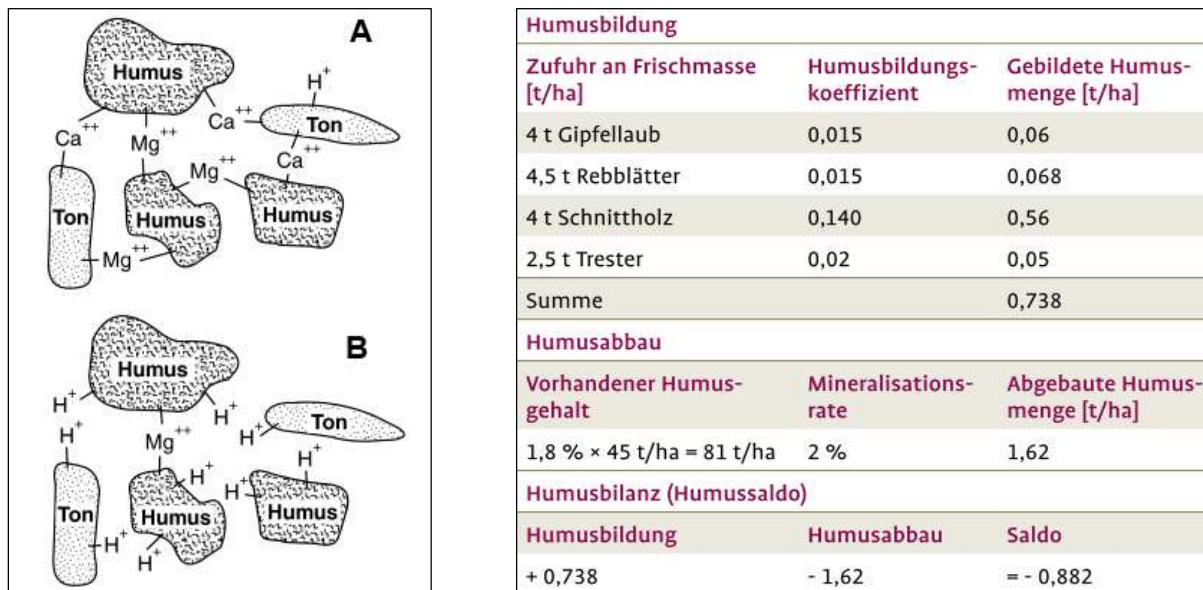 A
Humus
H⁺
Ca⁺⁺
Ton
Ca⁺⁺
Mg⁺⁺
Ca⁺⁺
Mg⁺⁺
Ton
Humus
Humus
Mg⁺⁺
B
Humus
H⁺
H⁺
H⁺
Ton
Mg⁺⁺
H⁺
H⁺
H⁺
H⁺
Ton
Humus
Humus
H⁺
H⁺
Humusbildung
Zufuhr an Frischmasse Humusbildungs- Gebildete Humus-
[t/ha] koeffizient menge [t/ha]
4 t Gipfellaub 0,015 0,06
4,5 t Rebblätter 0,015 0,068
4 t Schnittholz 0,140 0,56
2,5 t Trester 0,02 0,05
Summe 0,738
Humusabbau
Vorhandener Humus- Mineralisations- Abgebaute Humus-
gehalt rate menge [t/ha]
1,8 % × 45 t/ha = 81 t/ha 2 % 1,62
Humusbilanz (Humussaldo)
Humusbildung Humusabbau Saldo
+ 0,738 - 1,62 = - 0,882